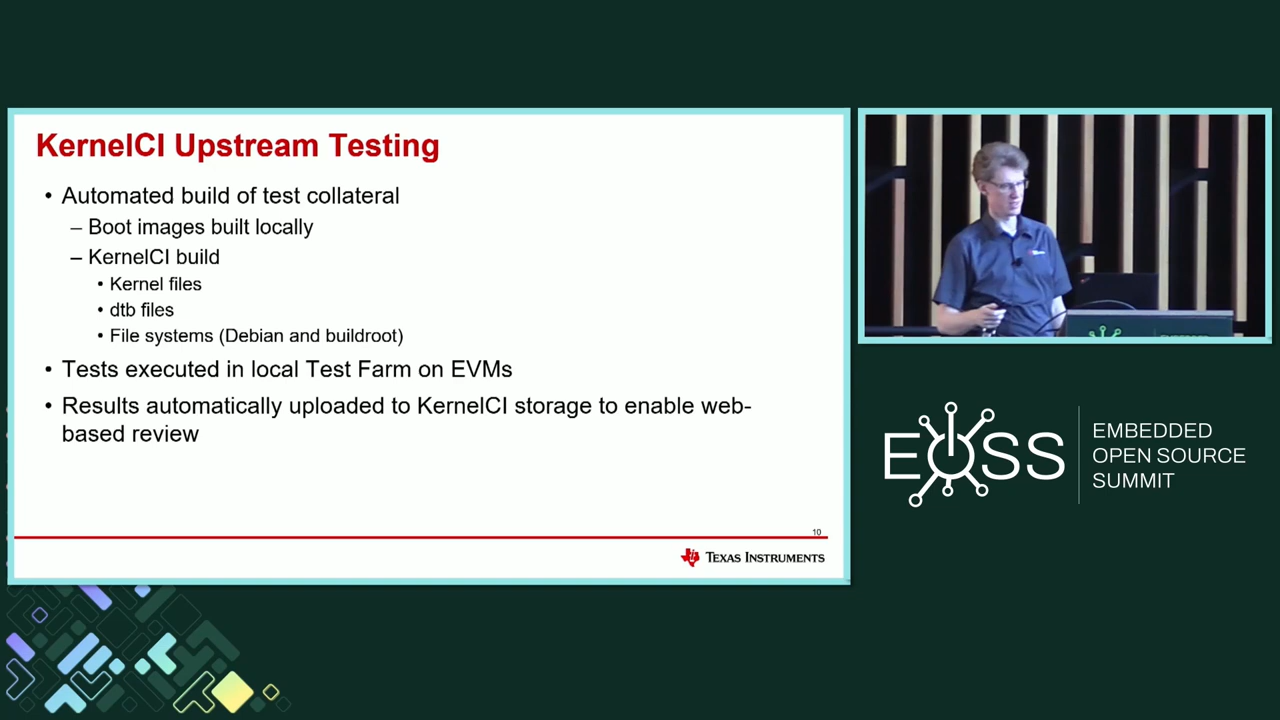 KernelCI Upstream Testing
• Automated build of test collateral
– Boot images built locally
– KernelCI build
• Kernel files
• dtb files
• File systems (Debian and buildroot)
• Tests executed in local Test Farm on EVMs
• Results automatically uploaded to KernelCI storage to enable web-
based review
10
TEXAS INSTRUMENTS
EOSS
EMBEDDED
OPEN SOURCE
SUMMIT